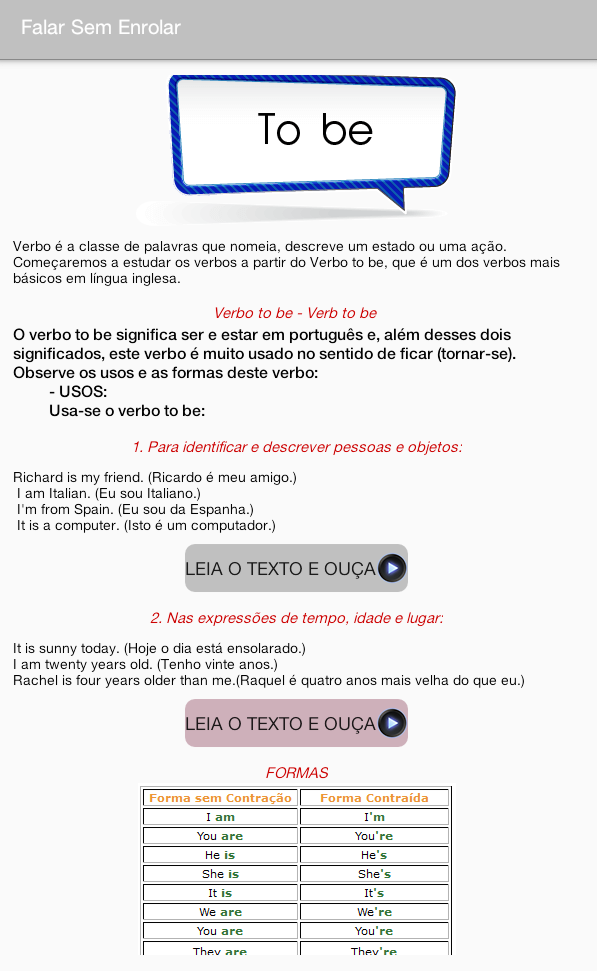 Falar Sem Enrolar
To be
Verbo é a classe de palavras que nomeia, descreve um estado ou uma ação.
Começaremos a estudar os verbos a partir do Verbo to be, que é um dos verbos mais
básicos em língua inglesa.
Verbo to be - Verb to be
O verbo to be significa ser e estar em português e, além desses dois
significados, este verbo é muito usado no sentido de ficar (tornar-se).
Observe os usos e as formas deste verbo:
- USOS:
Usa-se o verbo to be:
1. Para identificar e descrever pessoas e objetos:
Richard is my friend. (Ricardo é meu amigo.)
I am Italian. (Eu sou Italiano.)
I'm from Spain. (Eu sou da Espanha.)
It is a computer. (Isto é um computador.)
LEIA O TEXTO E OUÇA
2. Nas expressões de tempo, idade e lugar:
It is sunny today. (Hoje o dia está ensolarado.)
I am twenty years old. (Tenho vinte anos.)
Rachel is four years older than me.(Raquel é quatro anos mais velha do que eu.)
LEIA O TEXTO E OUÇA
FORMAS
Forma sem Contração Forma Contraída
I am I'm
You are You're
He is He's
She is She's
It is It's
We are We're
You are You're
They are They're